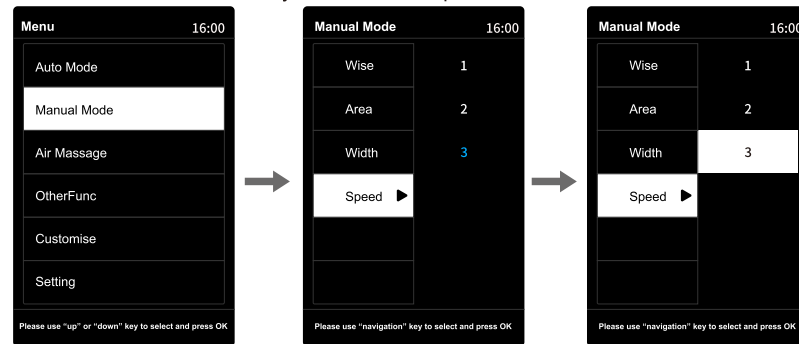 Menu 16:00
Auto Mode
Manual Mode
Air Massage
OtherFunc
Customise
Setting
Please use “up” or “down” key to select and press OK
Manual Mode 16:00
Wise 1
Area 2
Width 3
Speed
Please use “navigation” key to select and press OK
Manual Mode 16:00
Wise 1
Area 2
Width 3
Speed
Please use “navigation” key to select and press OK